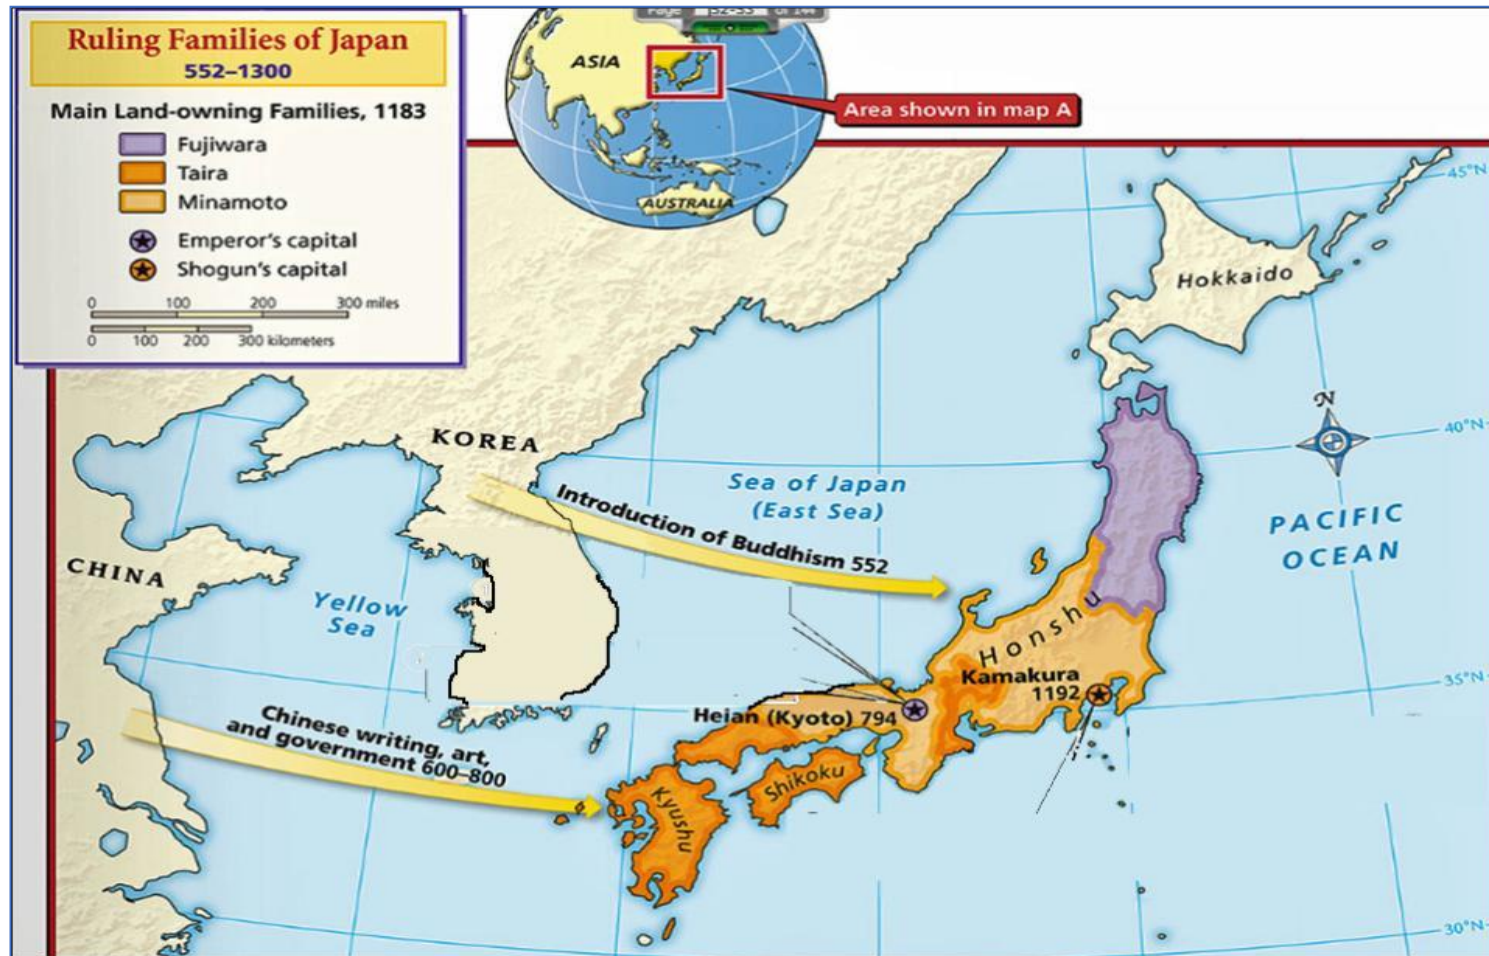 Ruling Families of Japan
552–1300
Main Land-owning Families, 1183
Fujiwara
Taira
Minamoto
Emperor's capital
Shogun's capital
0 100 200 300 miles
0 100 200 300 kilometers
Page
ASIA
AUSTRALIA
Area shown in map A
45°N
Hokkaido
N
40°N
KOREA
Sea of Japan
(East Sea)
PACIFIC
OCEAN
Introduction of Buddhism 552
CHINA
Yellow
Sea
Honshu
Kamakura
1192
35°N
Heian (Kyoto) 794
Chinese writing, art,
and government 600–800
Shikoku
Kyushu
30°N